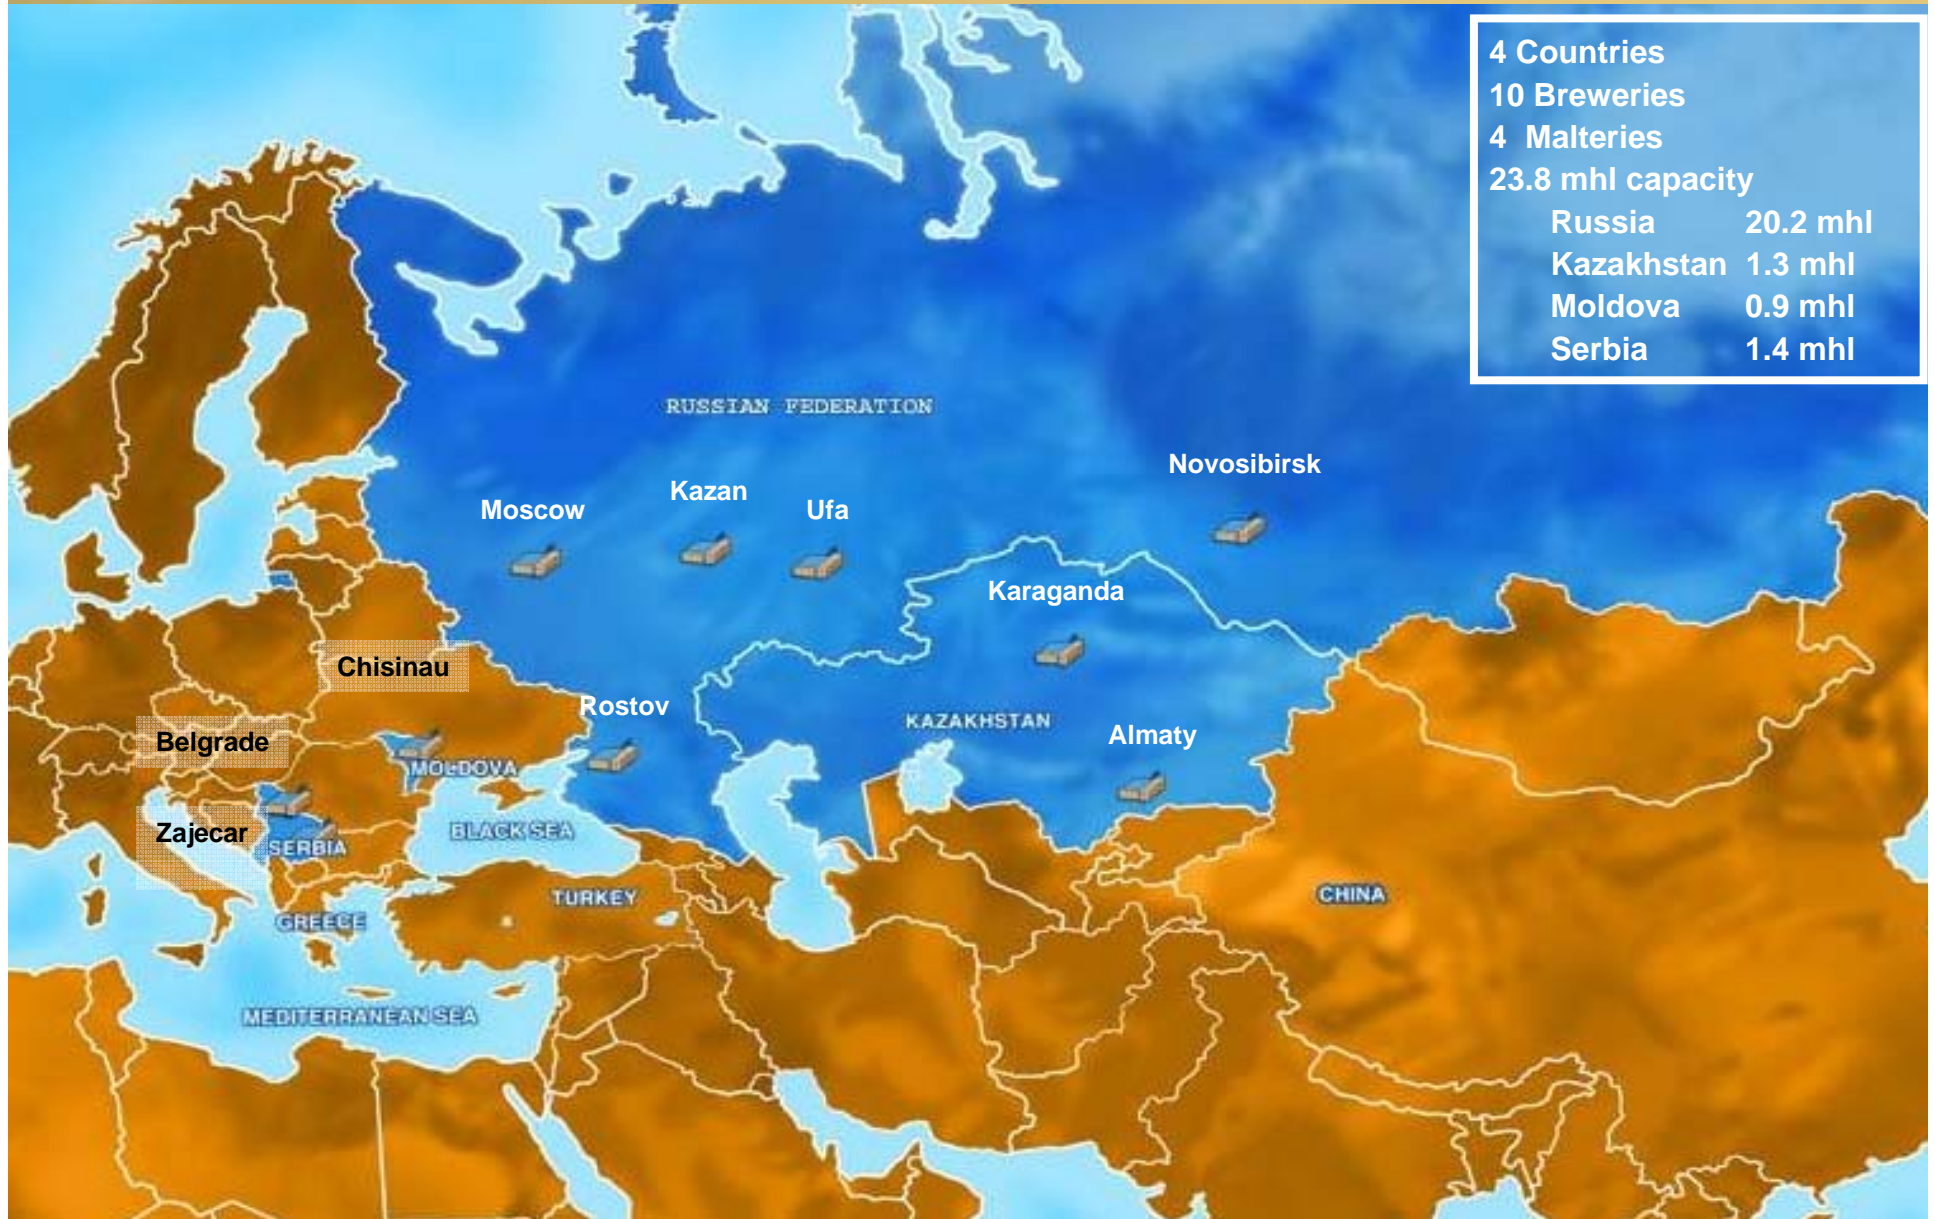 4 Countries
10 Breweries
4 Malteries
23.8 mhl capacity
Russia 20.2 mhl
Kazakhstan 1.3 mhl
Moldova 0.9 mhl
Serbia 1.4 mhl
RUSSIAN FEDERATION
Novosibirsk
Kazan
Moscow
Ufa
Karaganda
Chisinau
Rostov
KAZAKHSTAN
Almaty
Belgrade
MOLDOVA
Zajecar
BLACK SEA
SERBIA
TURKEY
CHINA
GREECE
MEDITERRANEAN SEA